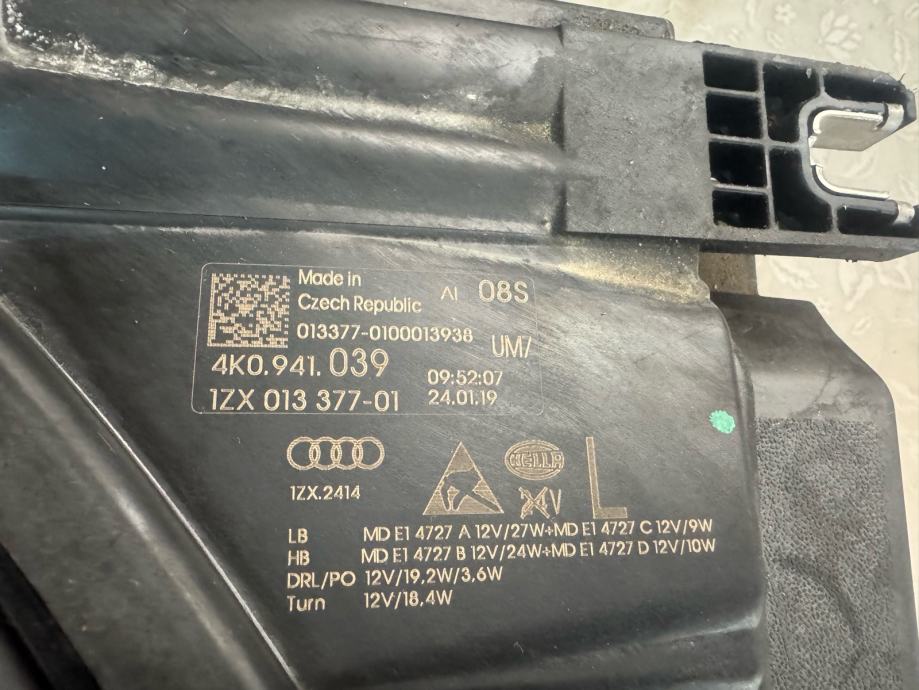 Made in
Czech Republic
AI 08S
013377-0100013938
UM/
4K0.941.039
09:52:07
1ZX 013 377-01
24.01.19
1ZX.2414
HELLA
24V
L
LB MD E1 4727 A 12V/27W+MD E1 4727 C 12V/9W
HB MD E1 4727 B 12V/24W+MD E1 4727 D 12V/10W
DRL/PO 12V/19,2W/3,6W
Turn 12V/18,4W